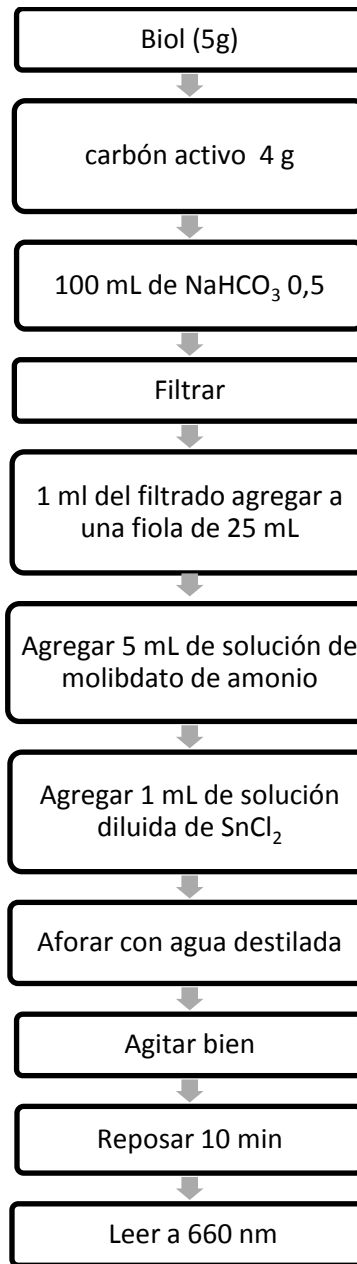 Biol (5g)
carbón activo 4 g
100 mL de NaHCO₃ 0,5
Filtrar
1 ml del filtrado agregar a
una fiola de 25 mL
Agregar 5 mL de solución de
molibdato de amonio
Agregar 1 mL de solución
diluida de SnCl₂
Aforar con agua destilada
Agitar bien
Reposar 10 min
Leer a 660 nm